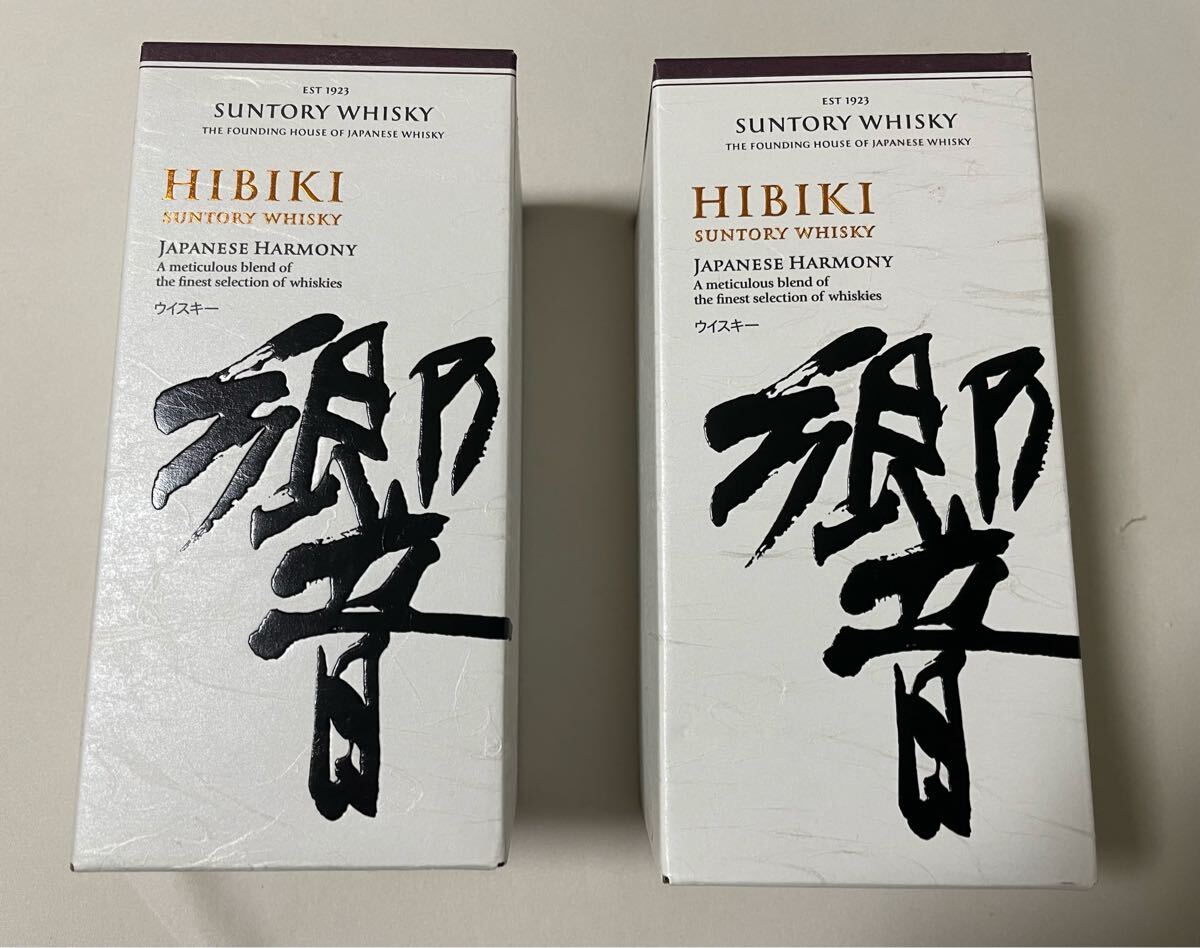 EST 1923
SUNTORY WHISKY
THE FOUNDING HOUSE OF JAPANESE WHISKY
HIBIKI
SUNTORY WHISKY
JAPANESE HARMONY
A meticulous blend of
the finest selection of whiskies
ウイスキー
響
EST 1923
SUNTORY WHISKY
THE FOUNDING HOUSE OF JAPANESE WHISKY
HIBIKI
SUNTORY WHISKY
JAPANESE HARMONY
A meticulous blend of
the finest selection of whiskies
ウイスキー
響